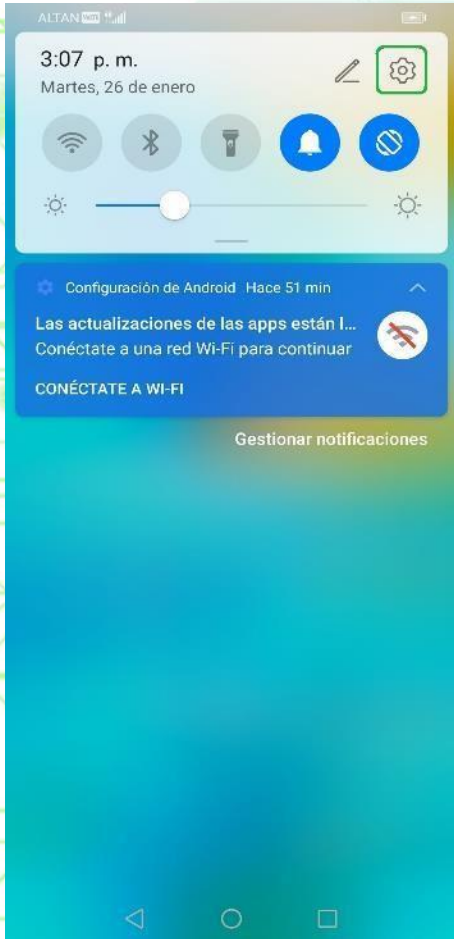 ALTAN
3:07 p. m.
Martes, 26 de enero
Configuración de Android Hace 51 min
Las actualizaciones de las apps están l...
Conéctate a una red Wi-Fi para continuar
CONÉCTATE A WI-FI
Gestionar notificaciones